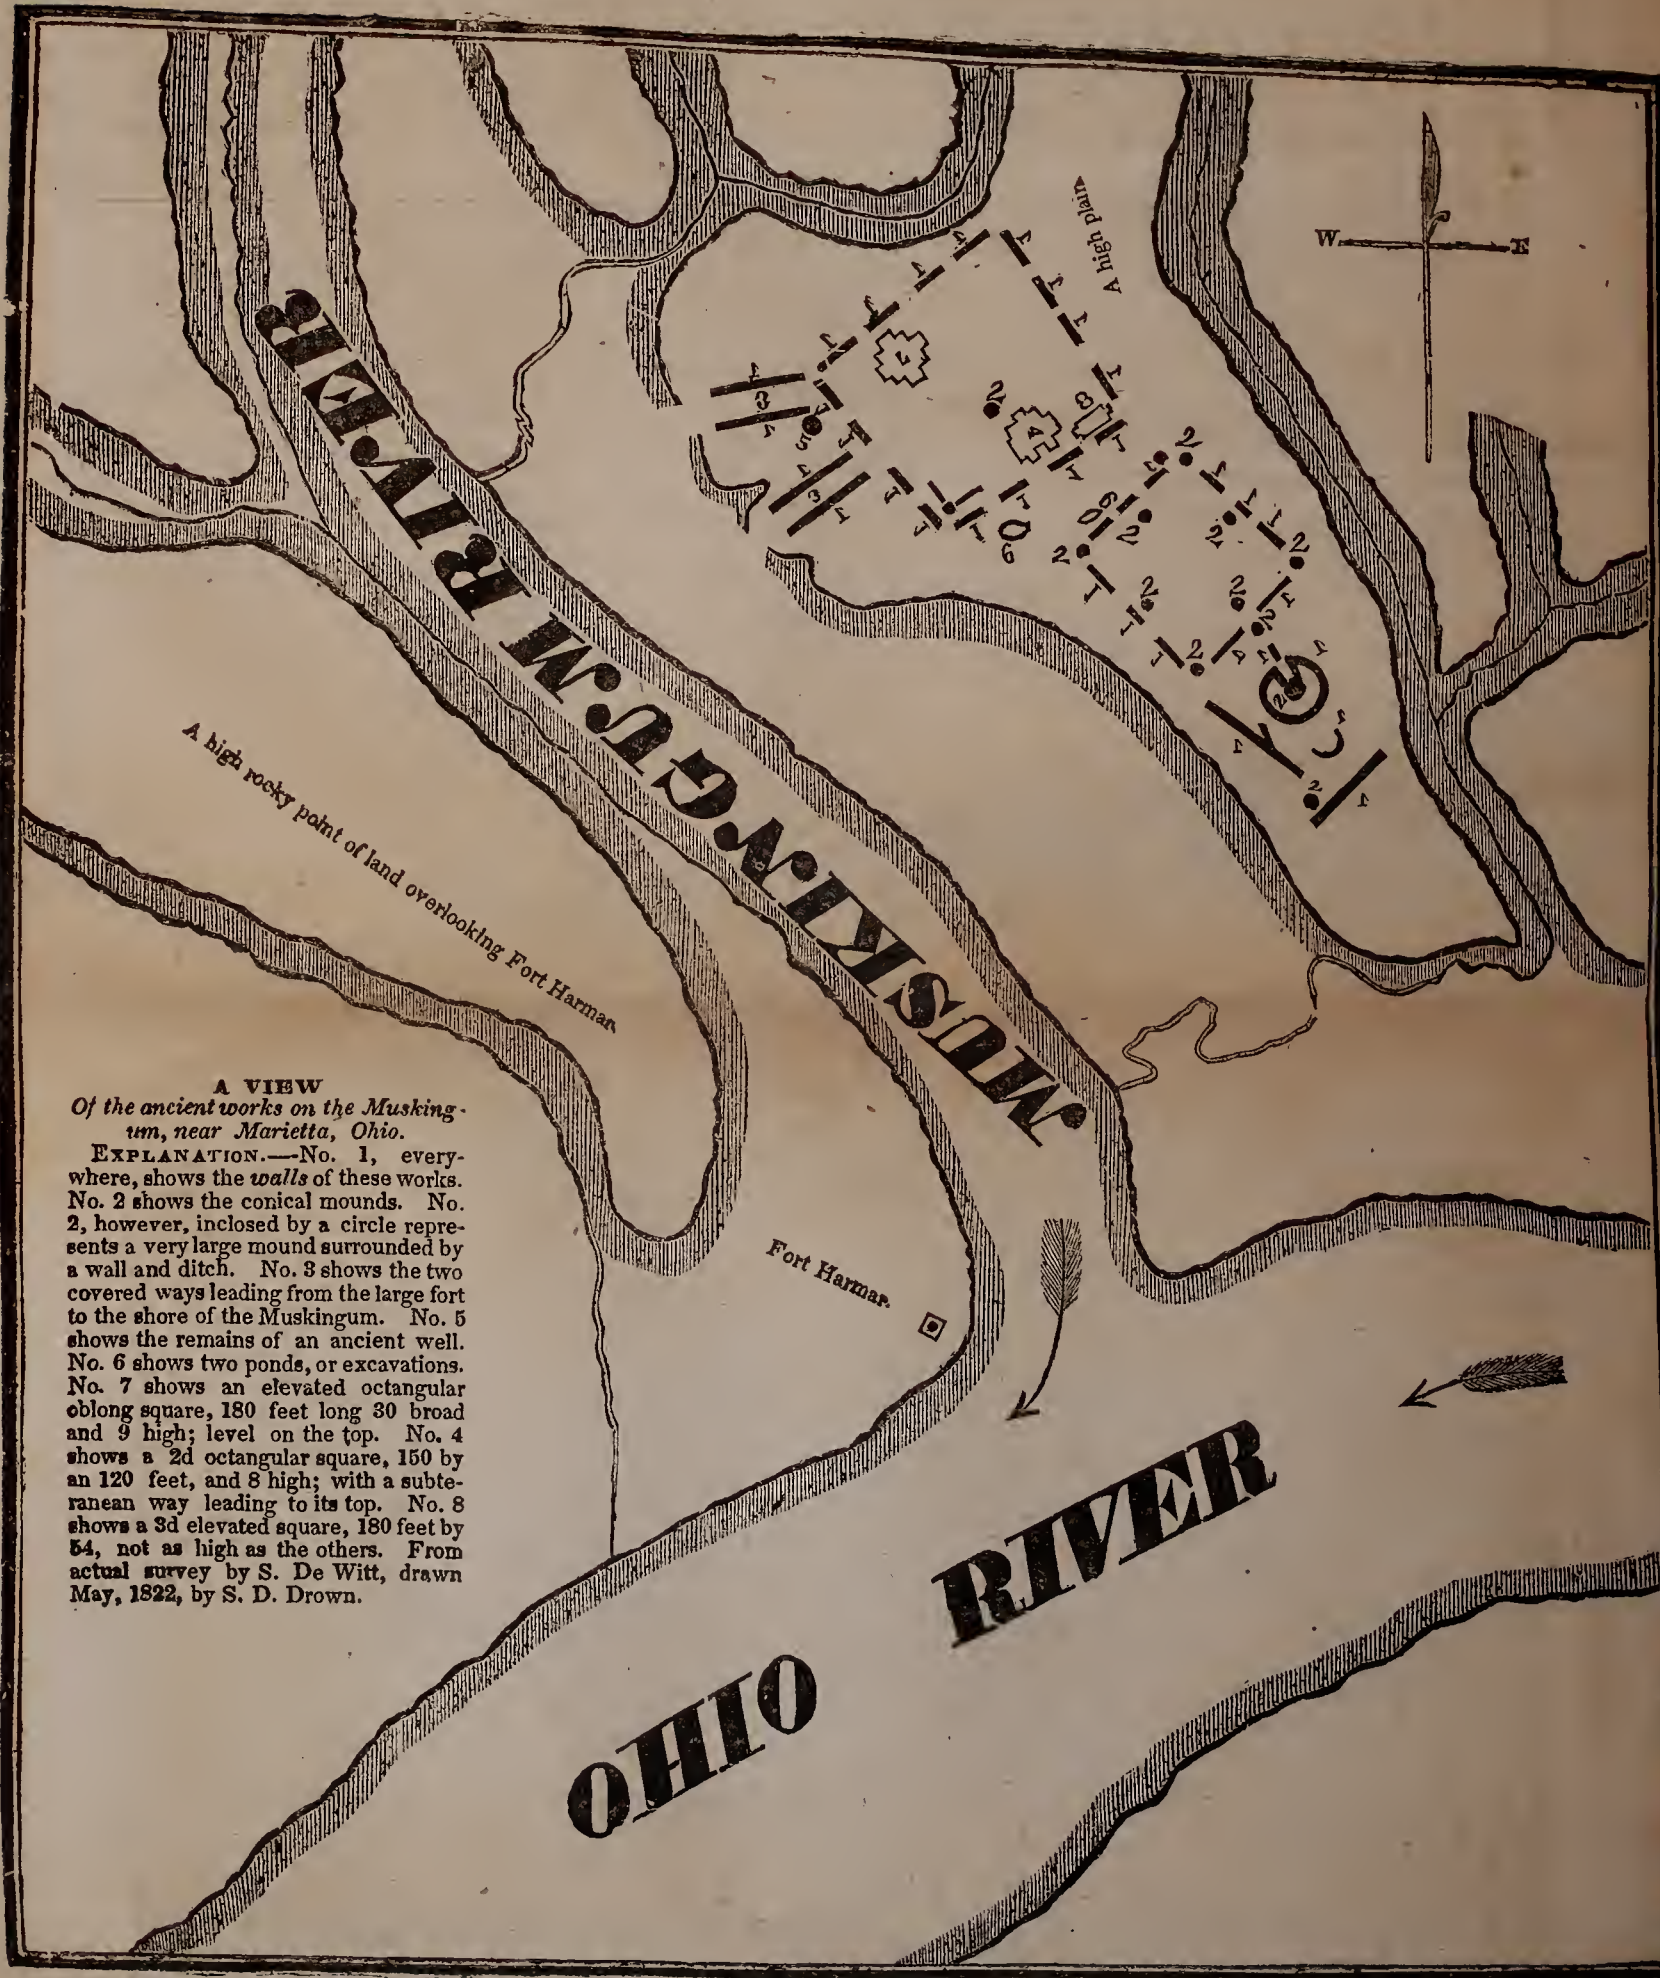 A high plain
W
E
MUSKINGUM RIVER
A high rocky point of land overlooking Fort Harmar.
Fort Harmar.
OHIO RIVER
A VIEW
Of the ancient works on the Musking-
um, near Marietta, Ohio.
EXPLANATION.—No. 1, every-
where, shows the walls of these works.
No. 2 shows the conical mounds. No.
2, however, inclosed by a circle repre-
sents a very large mound surrounded by
a wall and ditch. No. 3 shows the two
covered ways leading from the large fort
to the shore of the Muskingum. No. 5
shows the remains of an ancient well.
No. 6 shows two ponds, or excavations.
No. 7 shows an elevated octangular
oblong square, 180 feet long 30 broad
and 9 high; level on the top. No. 4
shows a 2d octangular square, 150 by
an 120 feet, and 8 high; with a subte-
ranean way leading to its top. No. 8
shows a 3d elevated square, 180 feet by
54, not as high as the others. From
actual survey by S. De Witt, drawn
May, 1822, by S. D. Drown.